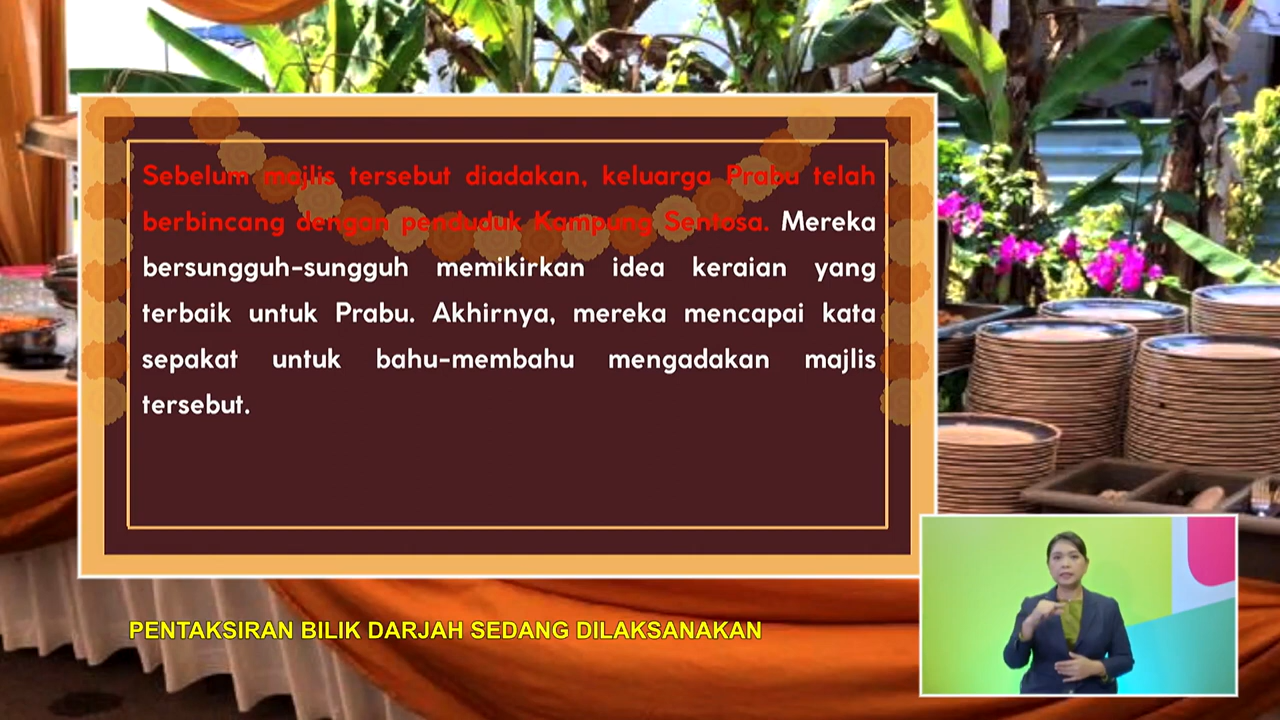 Sebelum majlis tersebut diadakan, keluarga Prabu telah
berbincang dengan penduduk Kampung Sentosa. Mereka
bersungguh-sungguh memikirkan idea keraian yang
terbaik untuk Prabu. Akhirnya, mereka mencapai kata
sepakat untuk bahu-membahu mengadakan majlis
tersebut.
PENTAKSIRAN BILIK DARJAH SEDANG DILAKSANAKAN